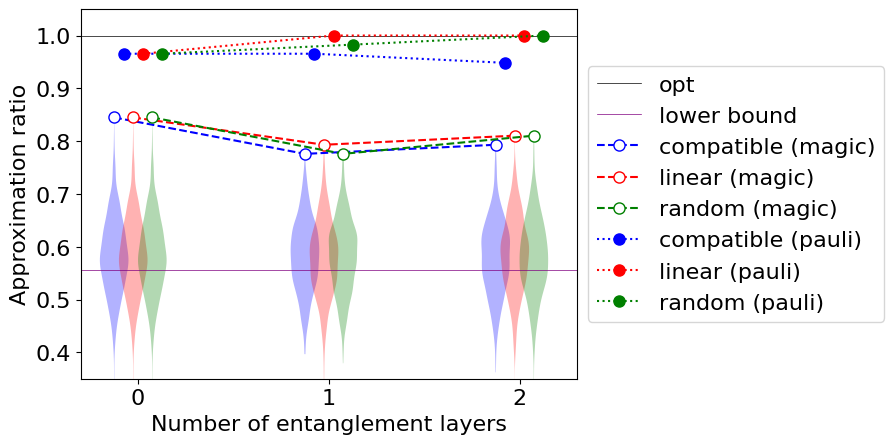 Approximation ratio
1.0
0.9
0.8
0.7
0.6
0.5
0.4
0
1
2
Number of entanglement layers
opt
lower bound
compatible (magic)
linear (magic)
random (magic)
compatible (pauli)
linear (pauli)
random (pauli)